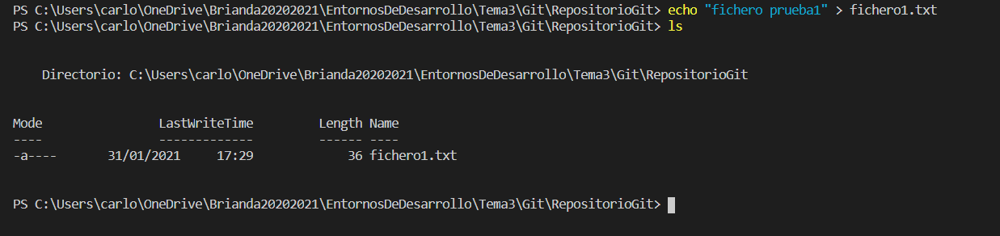 PS C:\Users\carlo\OneDrive\Brianda20202021\EntornosDeDesarrollo\Tema3\Git\RepositorioGit> echo "fichero prueba1" > fichero1.txt
PS C:\Users\carlo\OneDrive\Brianda20202021\EntornosDeDesarrollo\Tema3\Git\RepositorioGit> ls
Directorio: C:\Users\carlo\OneDrive\Brianda20202021\EntornosDeDesarrollo\Tema3\Git\RepositorioGit
Mode                LastWriteTime         Length Name
----                -------------         ------ ----
-a----       31/01/2021     17:29             36 fichero1.txt
PS C:\Users\carlo\OneDrive\Brianda20202021\EntornosDeDesarrollo\Tema3\Git\RepositorioGit>